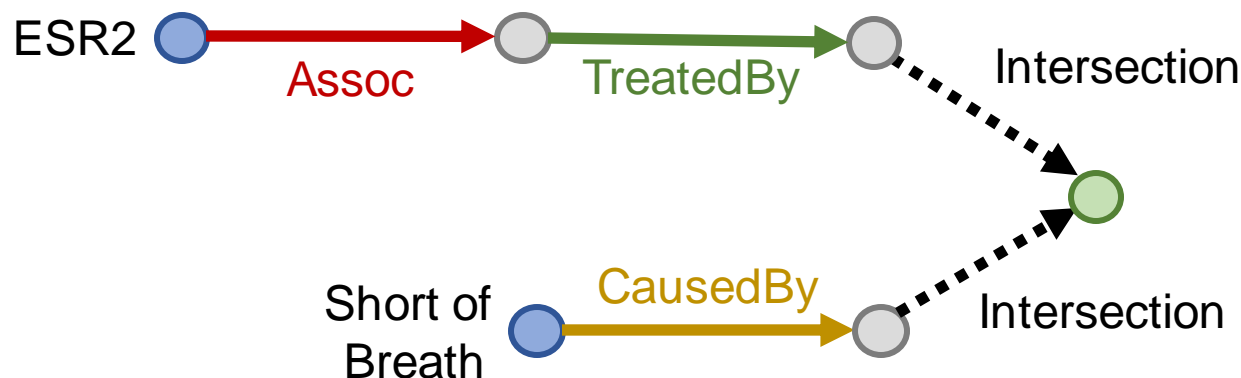 ESR2
Assoc
TreatedBy
Intersection
Short of
Breath
CausedBy
Intersection